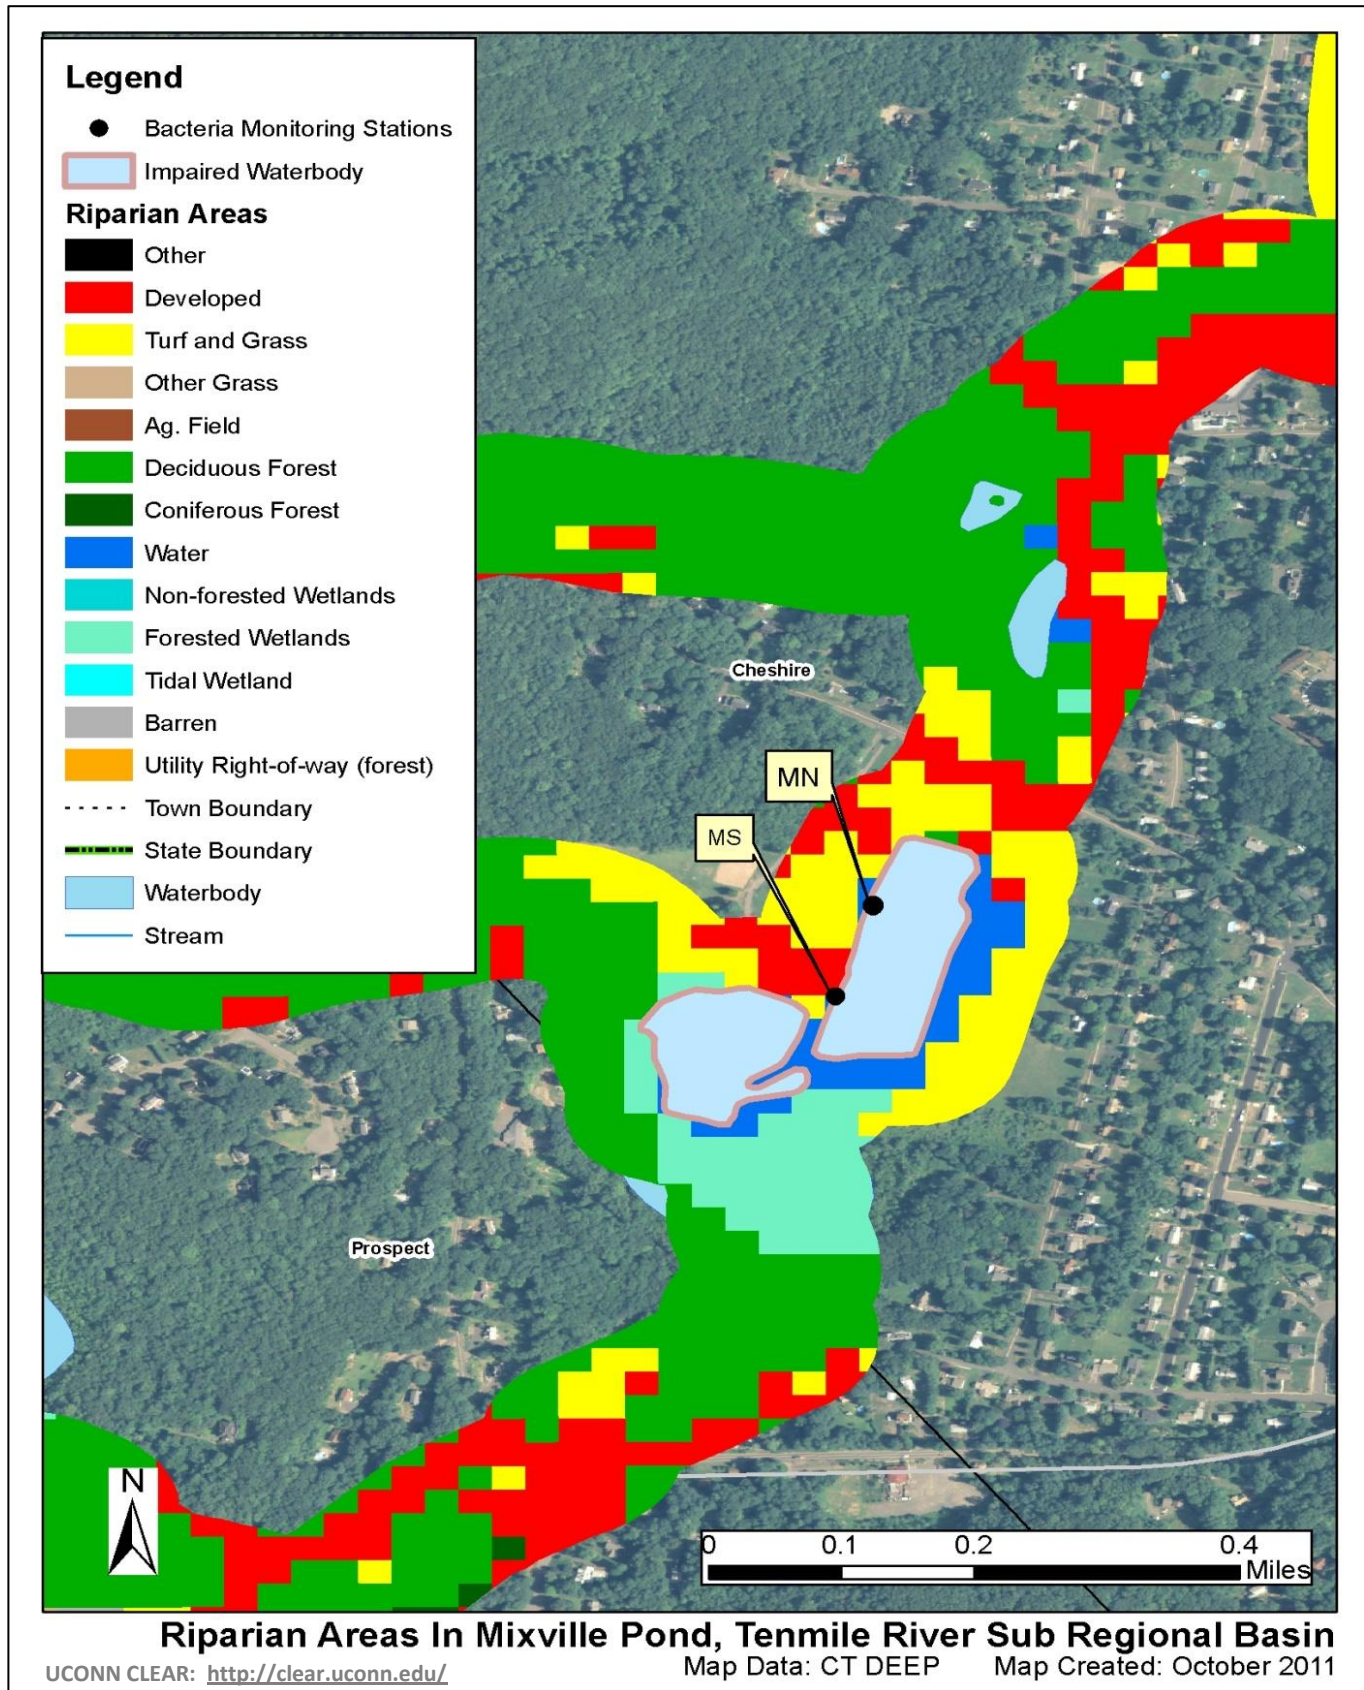 Legend
Bacteria Monitoring Stations
Impaired Waterbody
Riparian Areas
Other
Developed
Turf and Grass
Other Grass
Ag. Field
Deciduous Forest
Coniferous Forest
Water
Non-forested Wetlands
Forested Wetlands
Tidal Wetland
Barren
Utility Right-of-way (forest)
Town Boundary
State Boundary
Waterbody
Stream
Cheshire
MN
MS
Prospect
N
0 0.1 0.2 0.4
Miles
Riparian Areas In Mixville Pond, Tenmile River Sub Regional Basin
UCONN CLEAR: http://clear.uconn.edu/ Map Data: CT DEEP Map Created: October 2011